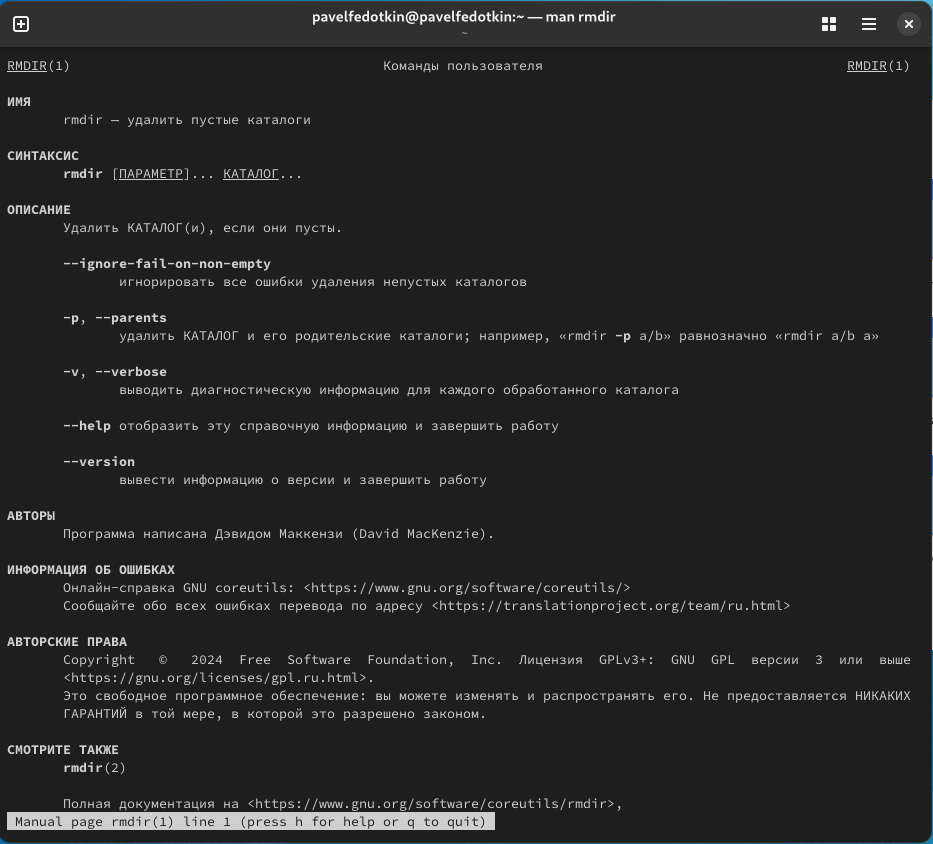 pavelfedotkin@pavelfedotkin:~ — man rmdir
~
RMDIR(1) Команды пользователя RMDIR(1)
ИМЯ
rmdir — удалить пустые каталоги
СИНТАКСИС
rmdir [ПАРАМЕТР]... КАТАЛОГ...
ОПИСАНИЕ
Удалить КАТАЛОГ(и), если они пусты.
--ignore-fail-on-non-empty
игнорировать все ошибки удаления непустых каталогов
-p, --parents
удалить КАТАЛОГ и его родительские каталоги; например, «rmdir -p a/b» равнозначно «rmdir a/b a»
-v, --verbose
выводить диагностическую информацию для каждого обработанного каталога
--help отобразить эту справочную информацию и завершить работу
--version
вывести информацию о версии и завершить работу
АВТОРЫ
Программа написана Дэвидом Маккензи (David MacKenzie).
ИНФОРМАЦИЯ ОБ ОШИБКАХ
Онлайн-справка GNU coreutils: <https://www.gnu.org/software/coreutils/>
Сообщайте обо всех ошибках перевода по адресу <https://translationproject.org/team/ru.html>
АВТОРСКИЕ ПРАВА
Copyright © 2024 Free Software Foundation, Inc. Лицензия GPLv3+: GNU GPL версии 3 или выше
<https://gnu.org/licenses/gpl.ru.html>.
Это свободное программное обеспечение: вы можете изменять и распространять его. Не предоставляется НИКАКИХ
ГАРАНТИЙ в той мере, в которой это разрешено законом.
СМОТРИТЕ ТАКЖЕ
rmdir(2)
Полная документация на <https://www.gnu.org/software/coreutils/rmdir>,
Manual page rmdir(1) line 1 (press h for help or q to quit)